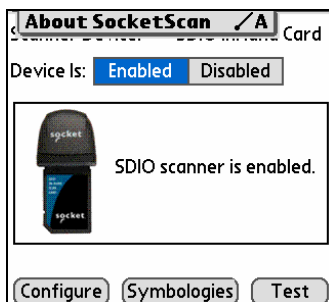 About SocketScan /A
Card
Device Is: Enabled Disabled
socket
SDIO scanner is enabled.
socket
Configure Symbologies Test